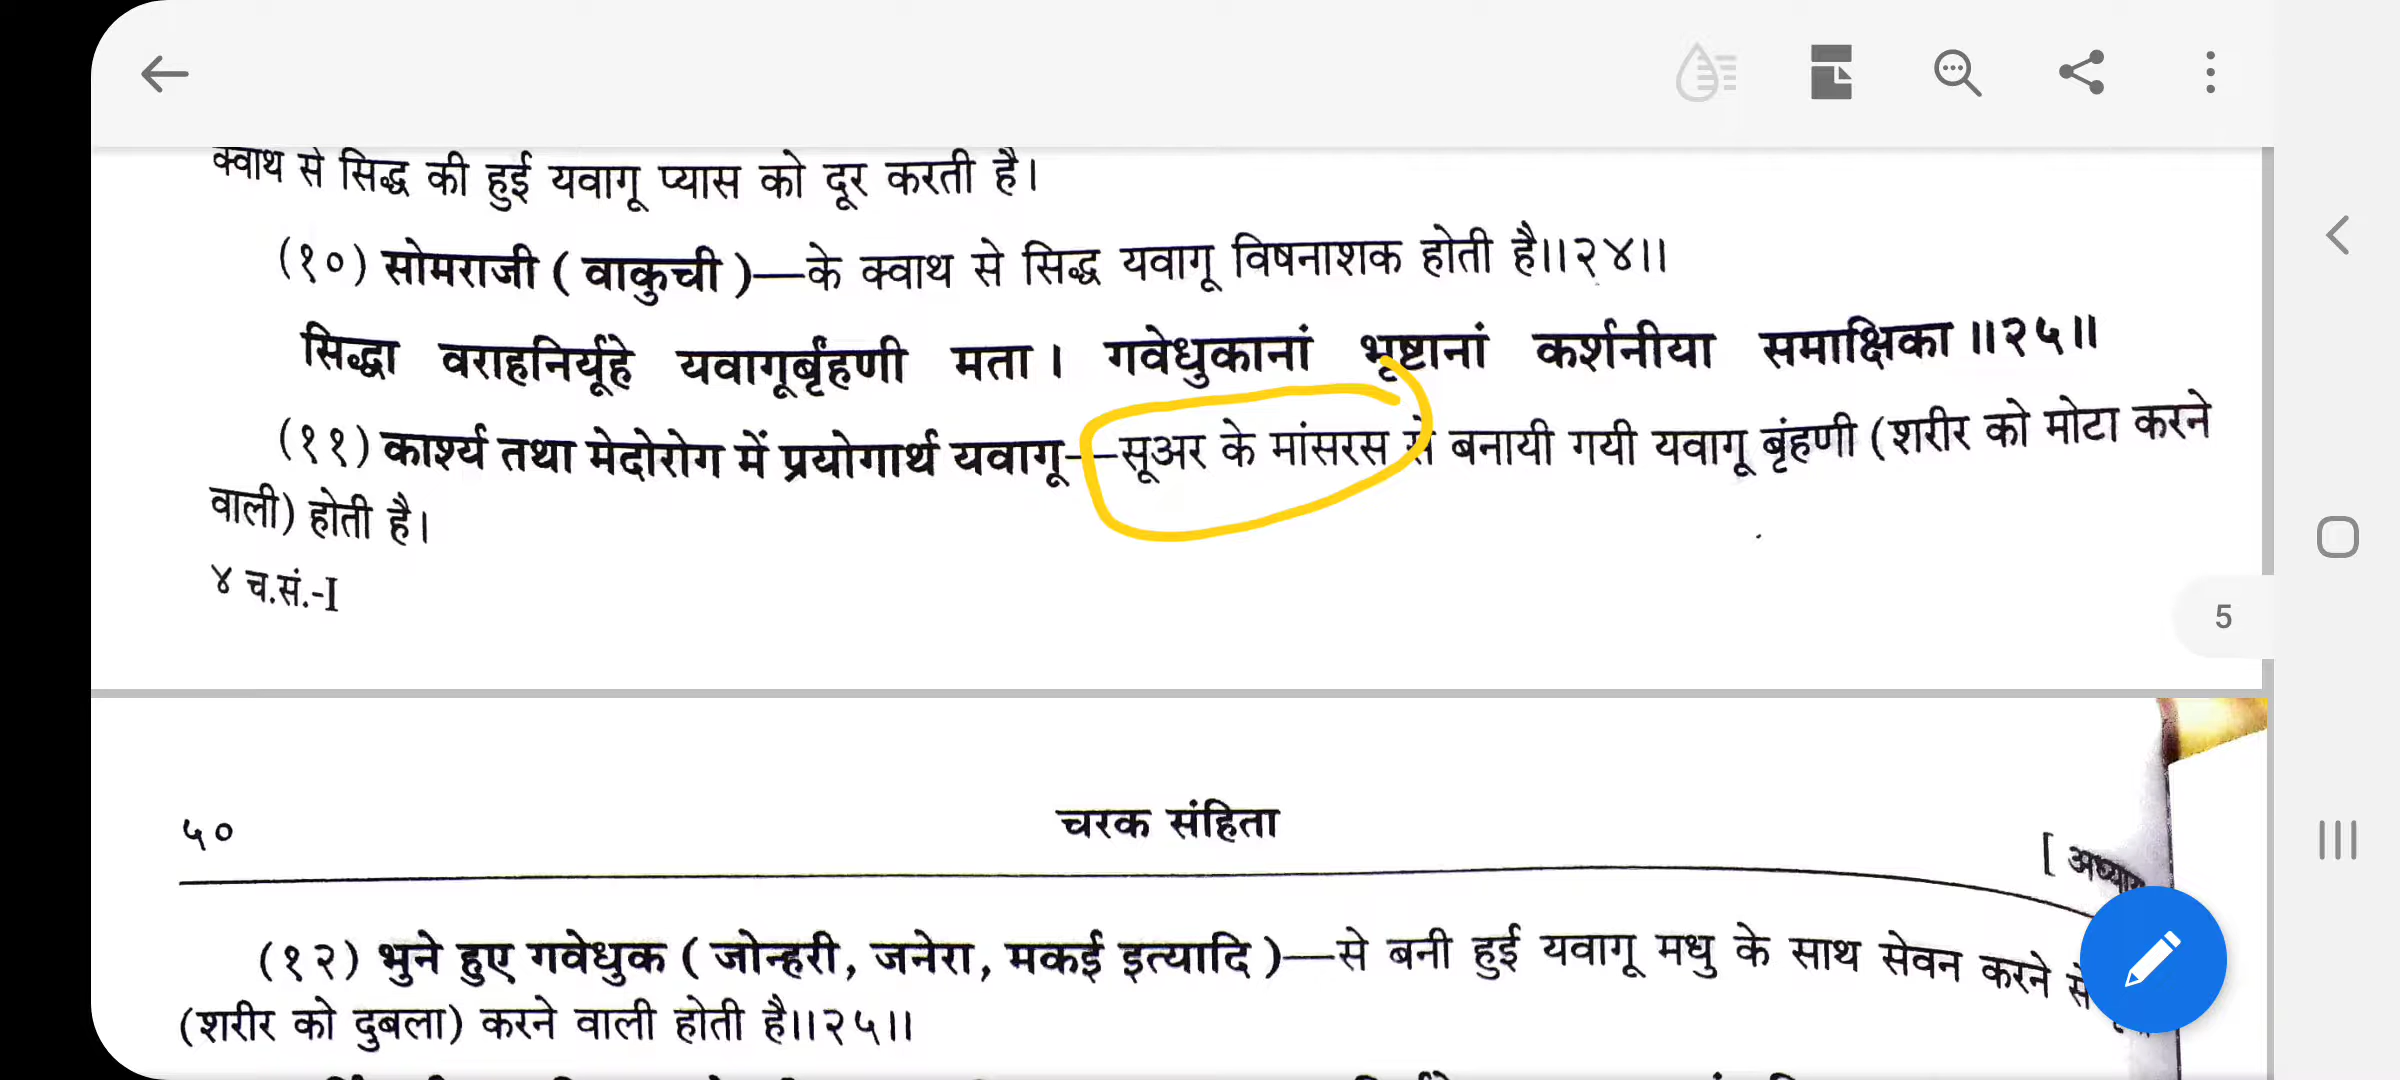 क्वाथ से सिद्ध की हुई यवागू प्यास को दूर करती है।
(१०) सोमराजी ( वाकुची )—के क्वाथ से सिद्ध यवागू विषनाशक होती है॥२४॥
सिद्धा वराहनिर्यूहे यवागूर्बृंहणी मता। गवेधुकानां भृष्टानां कर्शनीया समाक्षिका॥२५॥
(११) कार्श्य तथा मेदोरोग में प्रयोगार्थ यवागू—सूअर के मांसरस से बनायी गयी यवागू बृंहणी (शरीर को मोटा करने
वाली) होती है।
४ च.सं.-I
5
५०
चरक संहिता
[ अध्याय
(१२) भुने हुए गवेधुक ( जोन्हरी, जनेरा, मकई इत्यादि )—से बनी हुई यवागू मधु के साथ सेवन करने से
(शरीर को दुबला) करने वाली होती है॥२५॥